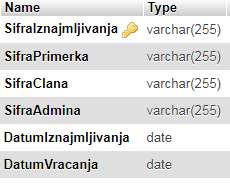 Name Type
SifraIznajmljivanja varchar(255)
SifraPrimerka varchar(255)
SifraClana varchar(255)
SifraAdmina varchar(255)
DatumIznajmljivanja date
DatumVracanja date